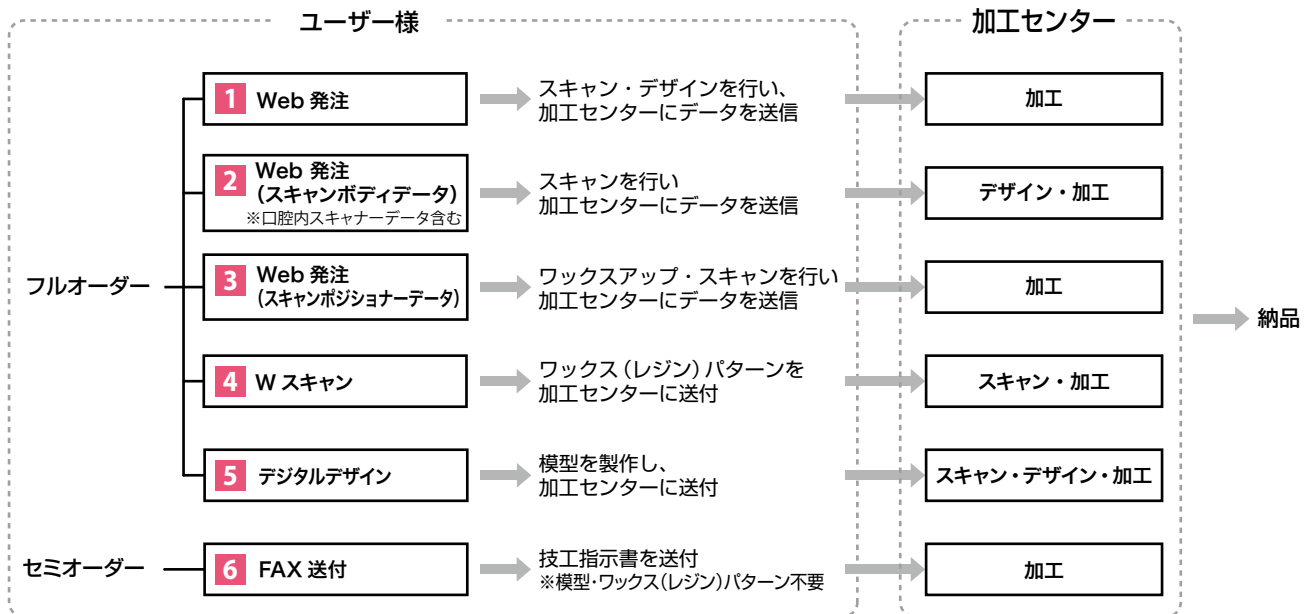 ユーザー様
加工センター
1 Web 発注
スキャン・デザインを行い、
加工センターにデータを送信
加工
2 Web 発注
(スキャンボディデータ)
※口腔内スキャナーデータ含む
スキャンを行い
加工センターにデータを送信
デザイン・加工
フルオーダー
3 Web 発注
(スキャンポジショナーデータ)
ワックスアップ・スキャンを行い
加工センターにデータを送信
加工
納品
4 W スキャン
ワックス(レジン)パターンを
加工センターに送付
スキャン・加工
5 デジタルデザイン
模型を製作し、
加工センターに送付
スキャン・デザイン・加工
セミオーダー
6 FAX 送付
技工指示書を送付
※模型・ワックス(レジン)パターン不要
加工